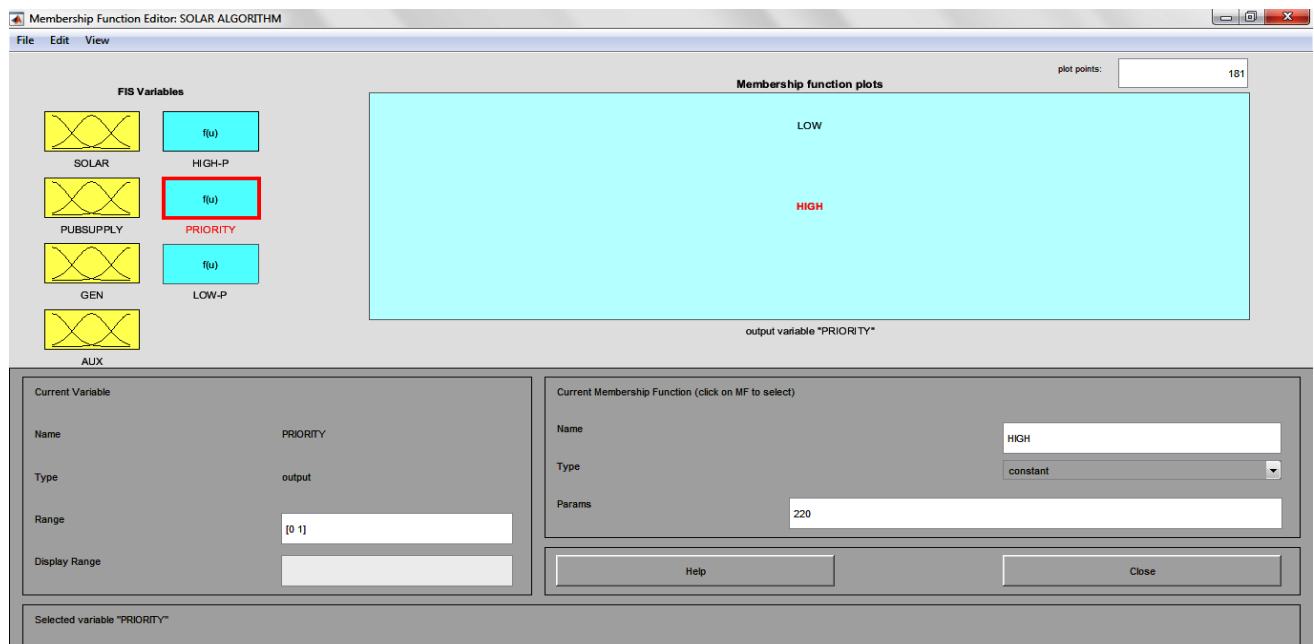 Membership Function Editor: SOLAR ALGORITHM
File Edit View
plot points: 181
FIS Variables
Membership function plots
f(u)
LOW
SOLAR HIGH-P
f(u)
HIGH
PUBSUPPLY PRIORITY
f(u)
GEN LOW-P
output variable "PRIORITY"
AUX
Current Variable
Name PRIORITY
Type output
Range [0 1]
Display Range
Current Membership Function (click on MF to select)
Name HIGH
Type constant
Params 220
Help Close
Selected variable "PRIORITY"